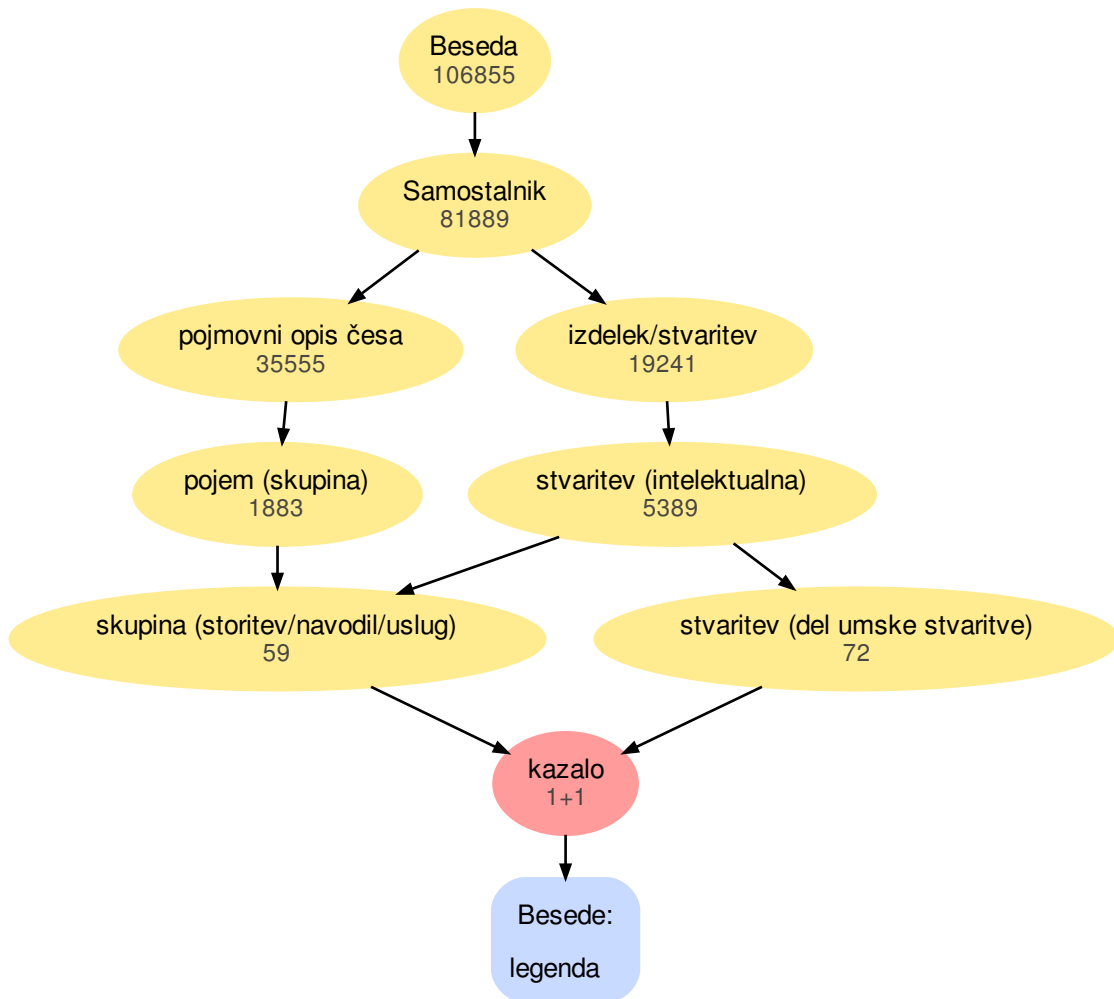 Beseda
106855
Samostalnik
81889
pojmovni opis česa
35555
izdelek/stvaritev
19241
pojem (skupina)
1883
stvaritev (intelektualna)
5389
skupina (storitev/navodil/uslug)
59
stvaritev (del umske stvaritve)
72
kazalo
1+1
Besede:
legenda